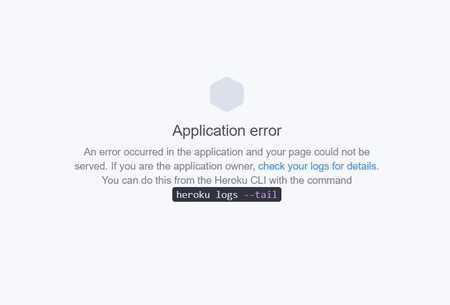 Application error
An error occurred in the application and your page could not be
served. If you are the application owner, check your logs for details.
You can do this from the Heroku CLI with the command
heroku logs --tail